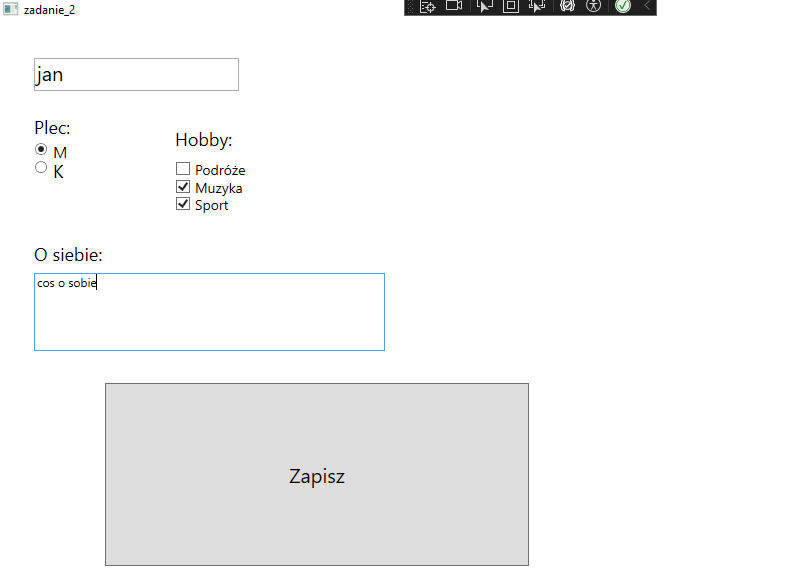 zadanie_2
jan
Plec:
M
K
Hobby:
Podróże
Muzyka
Sport
O siebie:
cos o sobie
Zapisz